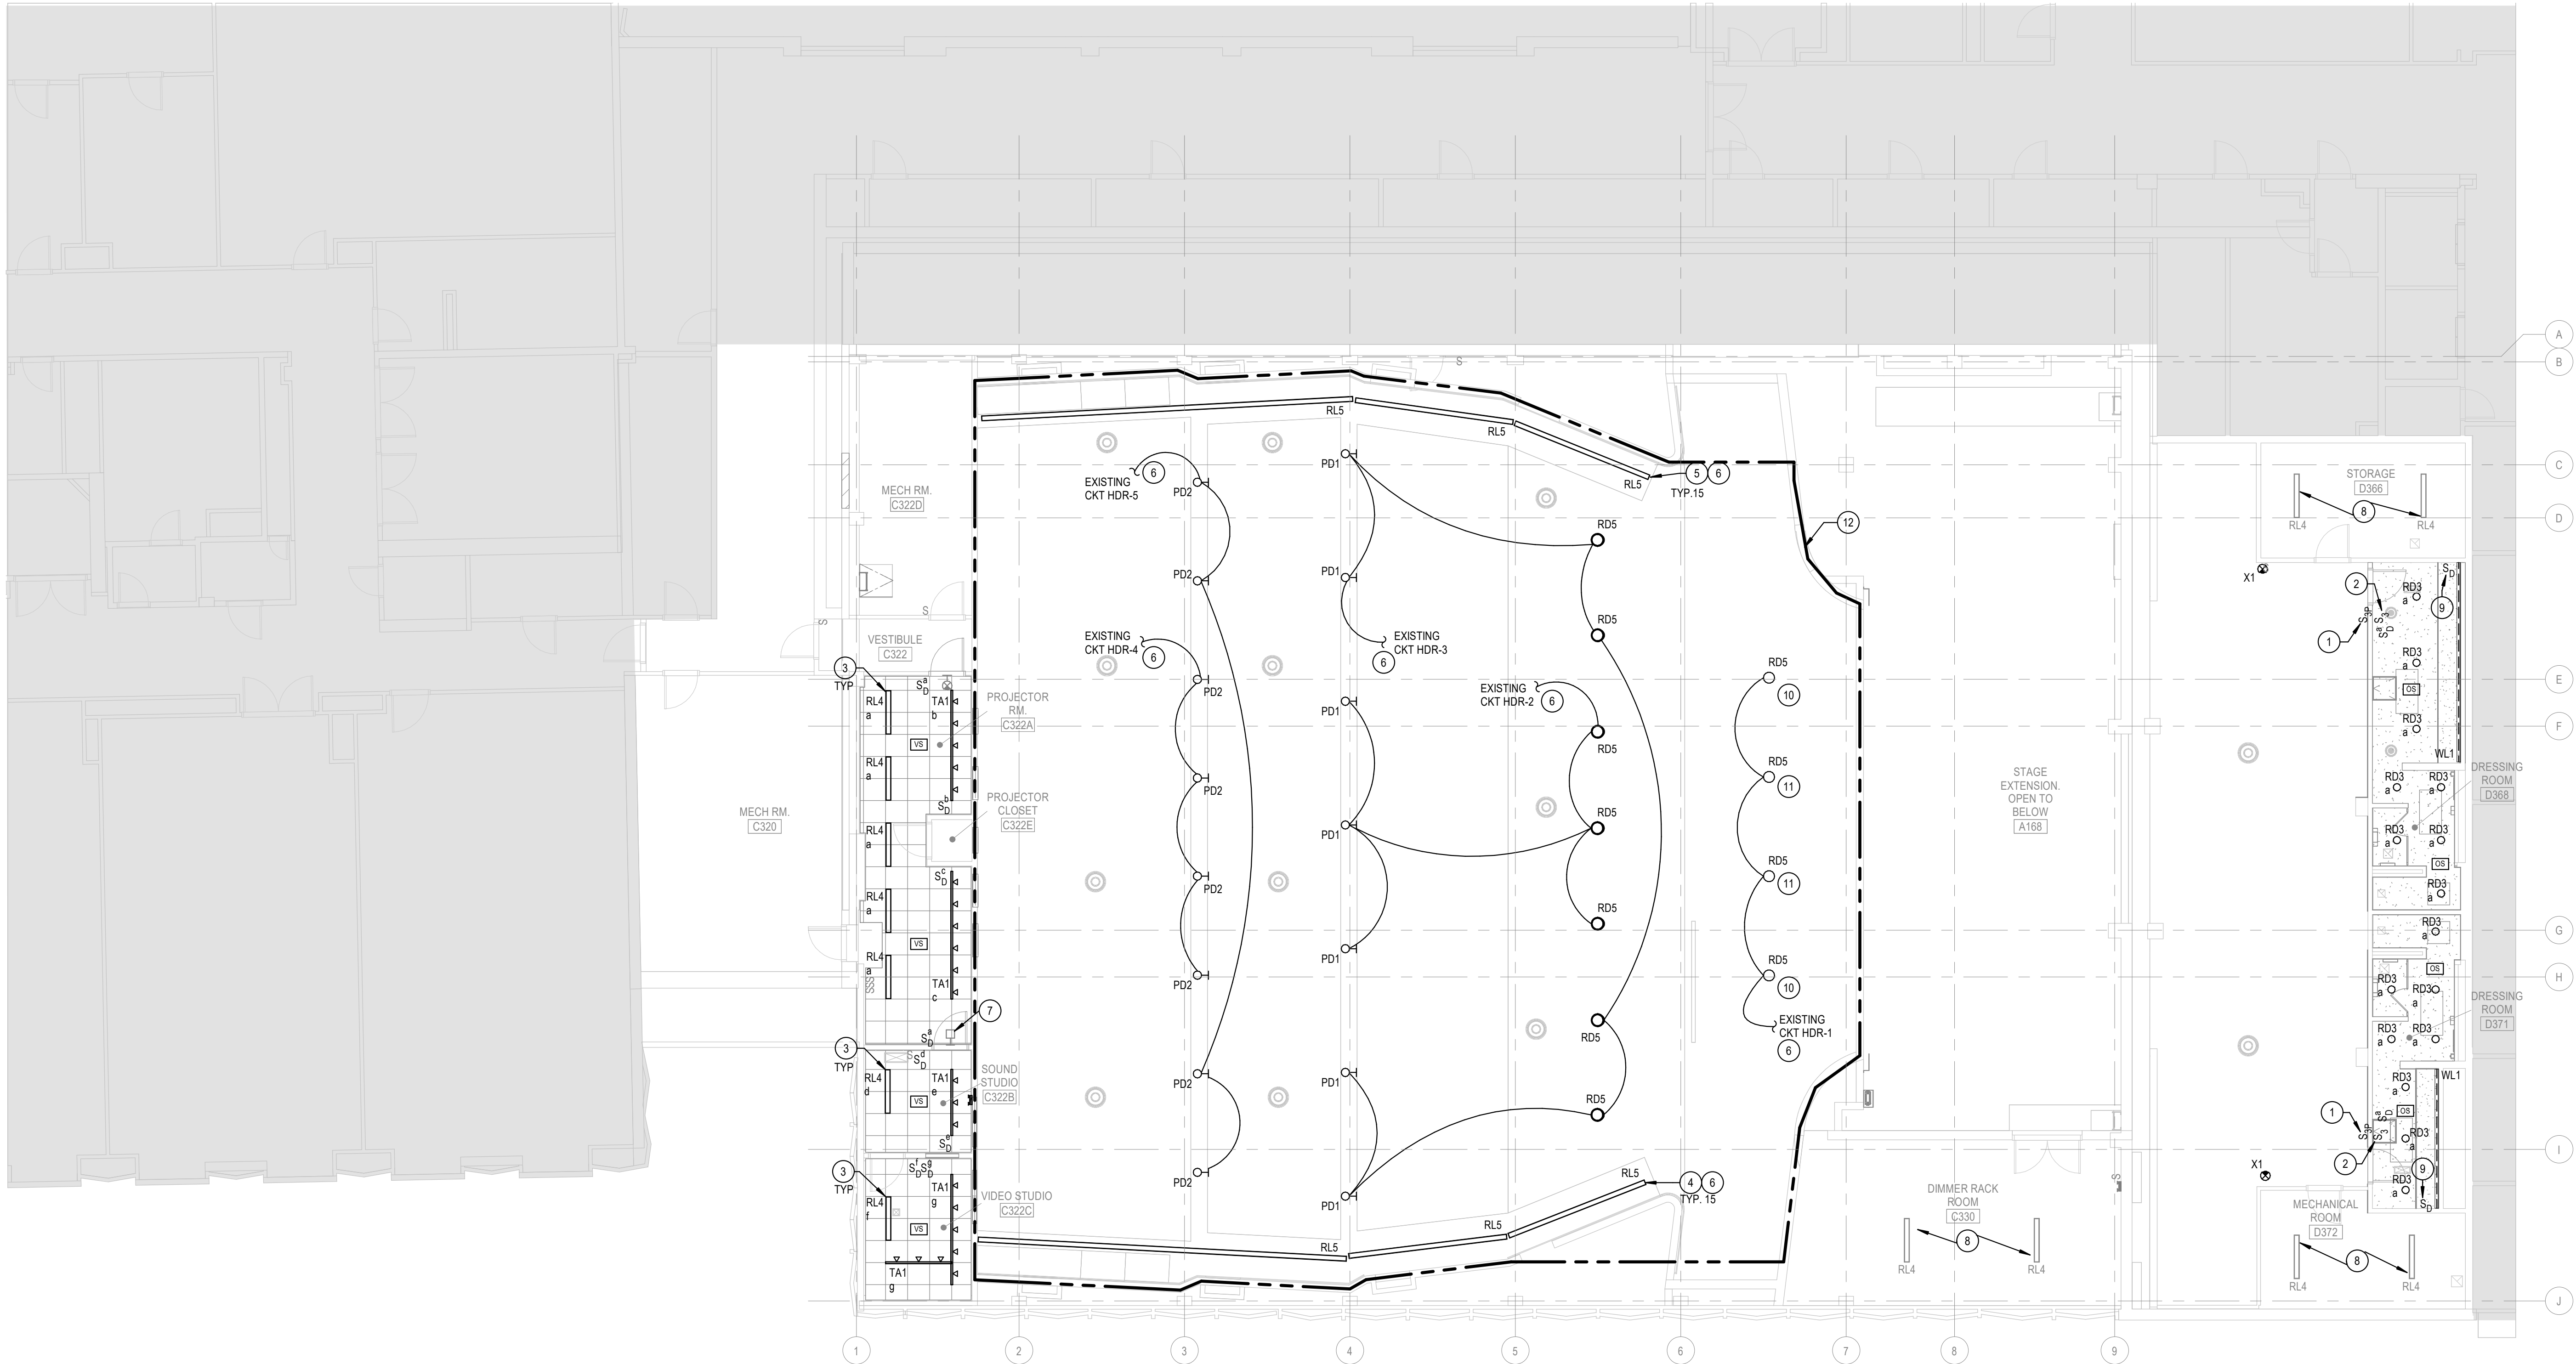 A
B
S
RL5
RL5
RL5
5
6
TYP.15
C
MECH RM.
C322D
EXISTING
CKT HDR-5
6
PD2
PD1
STORAGE
D366
8
RL4
RL4
RD5
12
D
PD2
PD1
X1
2
RD3
a
S D
9
S 3P
S 3
S D a
1
S
S
VESTIBULE
C322
EXISTING
CKT HDR-4
6
EXISTING
CKT HDR-3
6
RD5
3
TYP
S D a
RL4
a
TA1
b
PROJECTOR
RM.
C322A
VS
PD2
PD1
EXISTING
CKT HDR-2
6
RD5
RD5
10
RD3
a
OS
E
RD3
a
F
WL1
RL4
a
S D b
PROJECTOR
CLOSET
C322E
PD2
RD5
11
STAGE
EXTENSION.
OPEN TO
BELOW
A168
RD3
a
RD3
a
DRESSING
ROOM
D368
MECH RM.
C320
RL4
a
PD1
RD5
RD3
a
RD3
a
OS
S D c
RL4
a
PD2
RD5
11
RD3
a
VS
RD5
RD3
a
G
RL4
a
SSS
TA1
c
PD2
PD1
RD5
10
OS
H
RD3
a
RD3
a
DRESSING
ROOM
D371
7
S D a
RD5
EXISTING
CKT HDR-1
6
RD3
a
RD3
a
3
TYP
S
S D d
RL4
d
TA1
e
SOUND
STUDIO
C322B
VS
PD2
PD1
RD5
RD3
a
WL1
OS
1
S 3P
S 3
S D a
RD3
a
2
S D e
I
3
TYP
S D f
S D g
RL4
f
TA1
g
VIDEO STUDIO
C322C
VS
PD2
PD1
RL5
4
6
TYP. 15
S
X1
9
RD3
a
S D
DIMMER RACK
ROOM
C330
8
RL4
RL4
MECHANICAL
ROOM
D372
8
RL4
RL4
TA1
g
RL5
RL5
J
1
2
3
4
5
6
7
8
9